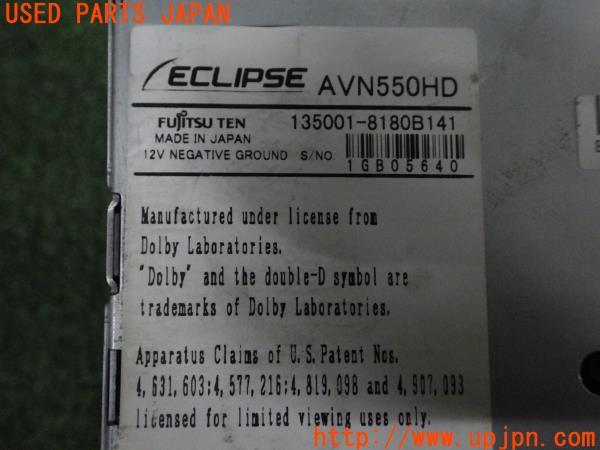 USED PARTS JAPAN
ECLIPSE AVN550HD
FUJITSU TEN 135001-8180B141
MADE IN JAPAN
12V NEGATIVE GROUND S/NO.
1GB05640
Manufactured under license from
Dolby Laboratories.
"Dolby" and the double-D symbol are
trademarks of Dolby Laboratories.
Apparatus Claims of U.S. Patent Nos.
4,631,603;4,577,216;4,819,098 and 4,907,093
licensed for limited viewing uses only.
http://www.upjpn.com/